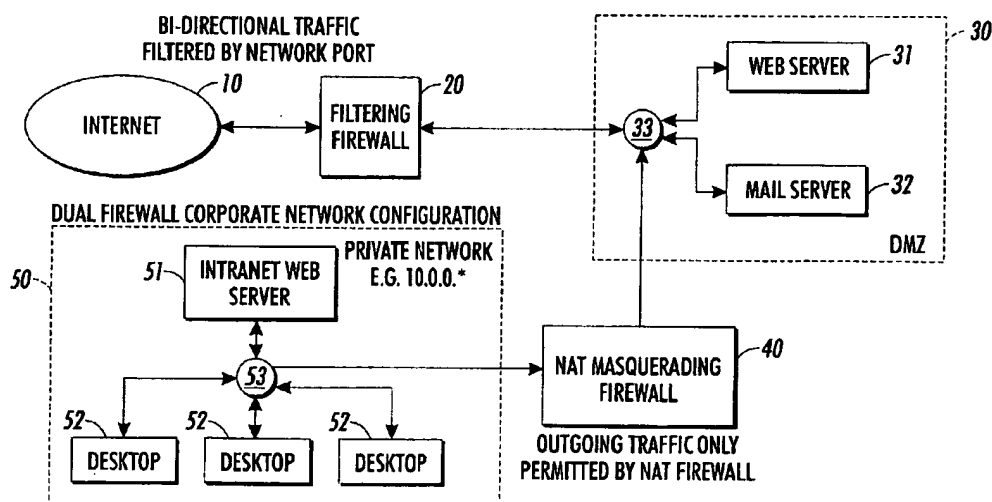 BI-DIRECTIONAL TRAFFIC
FILTERED BY NETWORK PORT
10
INTERNET
20
FILTERING
FIREWALL
30
33
WEB SERVER
31
MAIL SERVER
32
DMZ
DUAL FIREWALL CORPORATE NETWORK CONFIGURATION
50
PRIVATE NETWORK
E.G. 10.0.0.*
51
INTRANET WEB
SERVER
53
52
DESKTOP
52
DESKTOP
52
DESKTOP
NAT MASQUERADING
FIREWALL
40
OUTGOING TRAFFIC ONLY
PERMITTED BY NAT FIREWALL